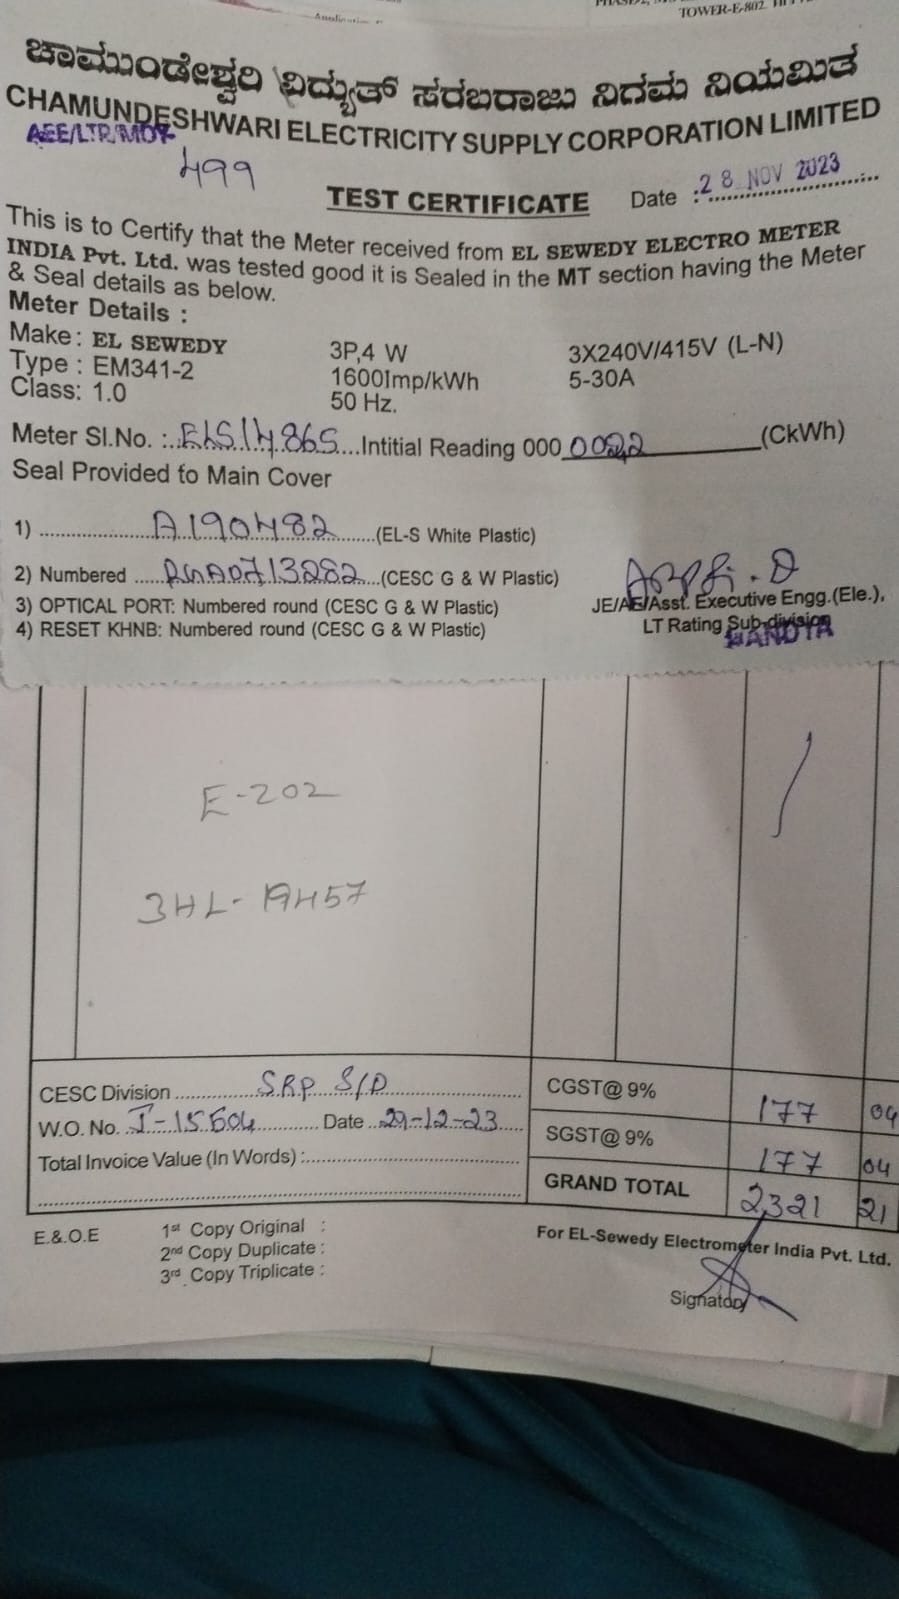 TOWER-E-802
ಚಾಮುಂಡೇಶ್ವರಿ ವಿದ್ಯುತ್ ಸರಬರಾಜು ನಿಗಮ ನಿಯಮಿತ
CHAMUNDESHWARI ELECTRICITY SUPPLY CORPORATION LIMITED
AEE/LTR/MDY
499
TEST CERTIFICATE Date :28 NOV 2023
This is to Certify that the Meter received from EL SEWEDY ELECTRO METER
INDIA Pvt. Ltd. was tested good it is Sealed in the MT section having the Meter
& Seal details as below.
Meter Details :
Make : EL SEWEDY 3P,4 W 3X240V/415V (L-N)
Type : EM341-2 1600Imp/kWh 5-30A
Class: 1.0 50 Hz.
Meter Sl.No. : ELS14865 Intitial Reading 000 0022 (CkWh)
Seal Provided to Main Cover
1) A190482 (EL-S White Plastic)
2) Numbered 0713282 (CESC G & W Plastic)
3) OPTICAL PORT: Numbered round (CESC G & W Plastic)
4) RESET KHNB: Numbered round (CESC G & W Plastic)
JE/AE/Asst. Executive Engg.(Ele.),
LT Rating Sub-division
MANDYA
E-202
3HL-19457
CESC Division SRP S/D CGST@ 9% 177 04
W.O. No. I-15604 Date 29-12-23 SGST@ 9% 177 04
Total Invoice Value (In Words) : GRAND TOTAL 2321 21
E.&.O.E 1st Copy Original : For EL-Sewedy Electrometer India Pvt. Ltd.
2nd Copy Duplicate :
3rd Copy Triplicate :
Signatory